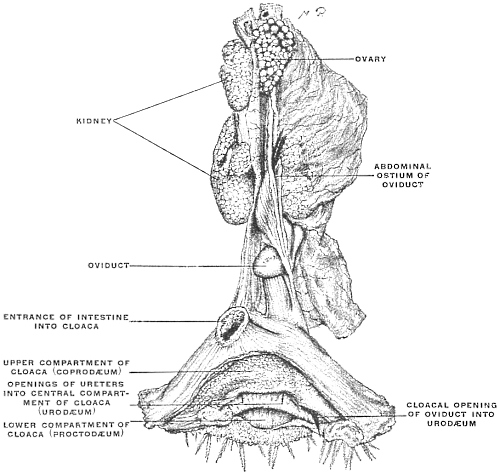 OVARY
KIDNEY
ABDOMINAL
OSTIUM OF
OVIDUCT
OVIDUCT
ENTRANCE OF INTESTINE
INTO CLOACA
UPPER COMPARTMENT OF
CLOACA (COPRODÆUM)
OPENINGS OF URETERS
INTO CENTRAL COMPART-
MENT OF CLOACA
(URODÆUM)
LOWER COMPARTMENT OF
CLOACA (PROCTODÆUM)
CLOACAL OPENING
OF OVIDUCT INTO
URODÆUM